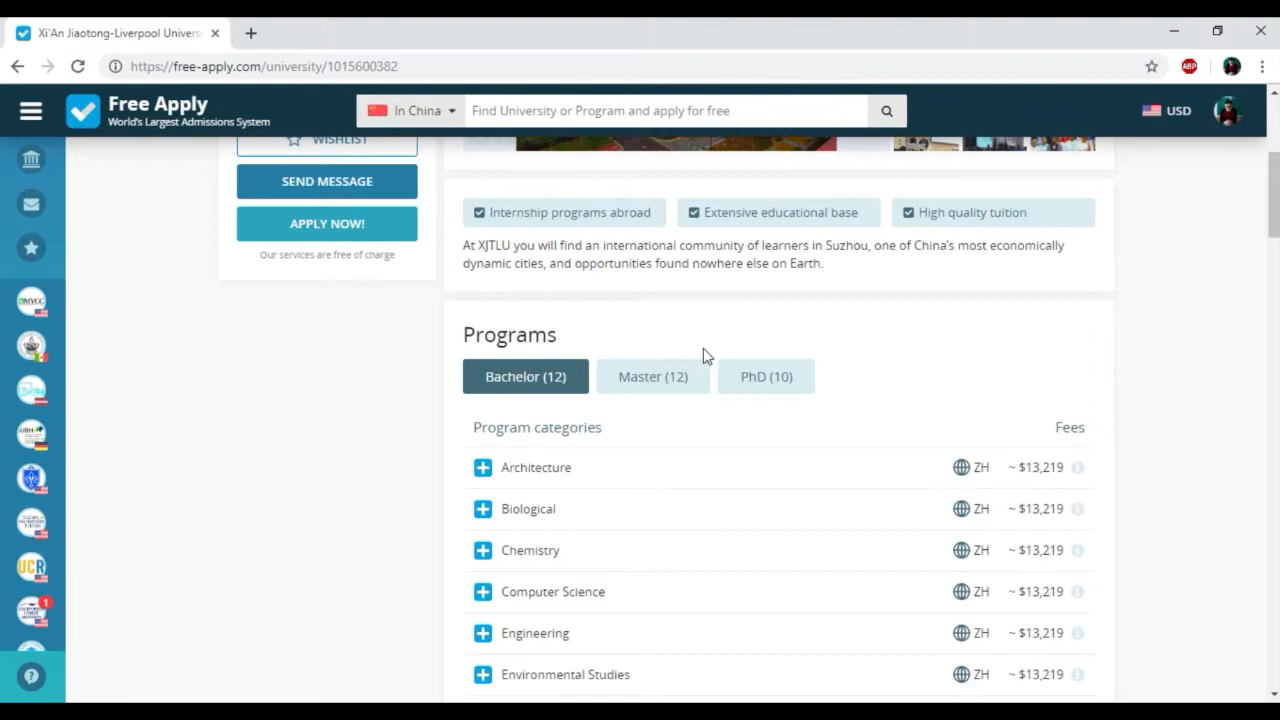 Xi'An Jiaotong-Liverpool Univers
https://free-apply.com/university/1015600382
ABP
Free Apply
World's Largest Admissions System
In China
Find University or Program and apply for free
USD
WISHLIST
SEND MESSAGE
APPLY NOW!
Our services are free of charge
Internship programs abroad
Extensive educational base
High quality tuition
At XJTLU you will find an international community of learners in Suzhou, one of China's most economically
dynamic cities, and opportunities found nowhere else on Earth.
Programs
Bachelor (12)
Master (12)
PhD (10)
Program categories
Fees
Architecture
ZH ~ $13,219
Biological
ZH ~ $13,219
Chemistry
ZH ~ $13,219
Computer Science
ZH ~ $13,219
Engineering
ZH ~ $13,219
Environmental Studies
ZH ~ $13,219
MVCC
UCR
1